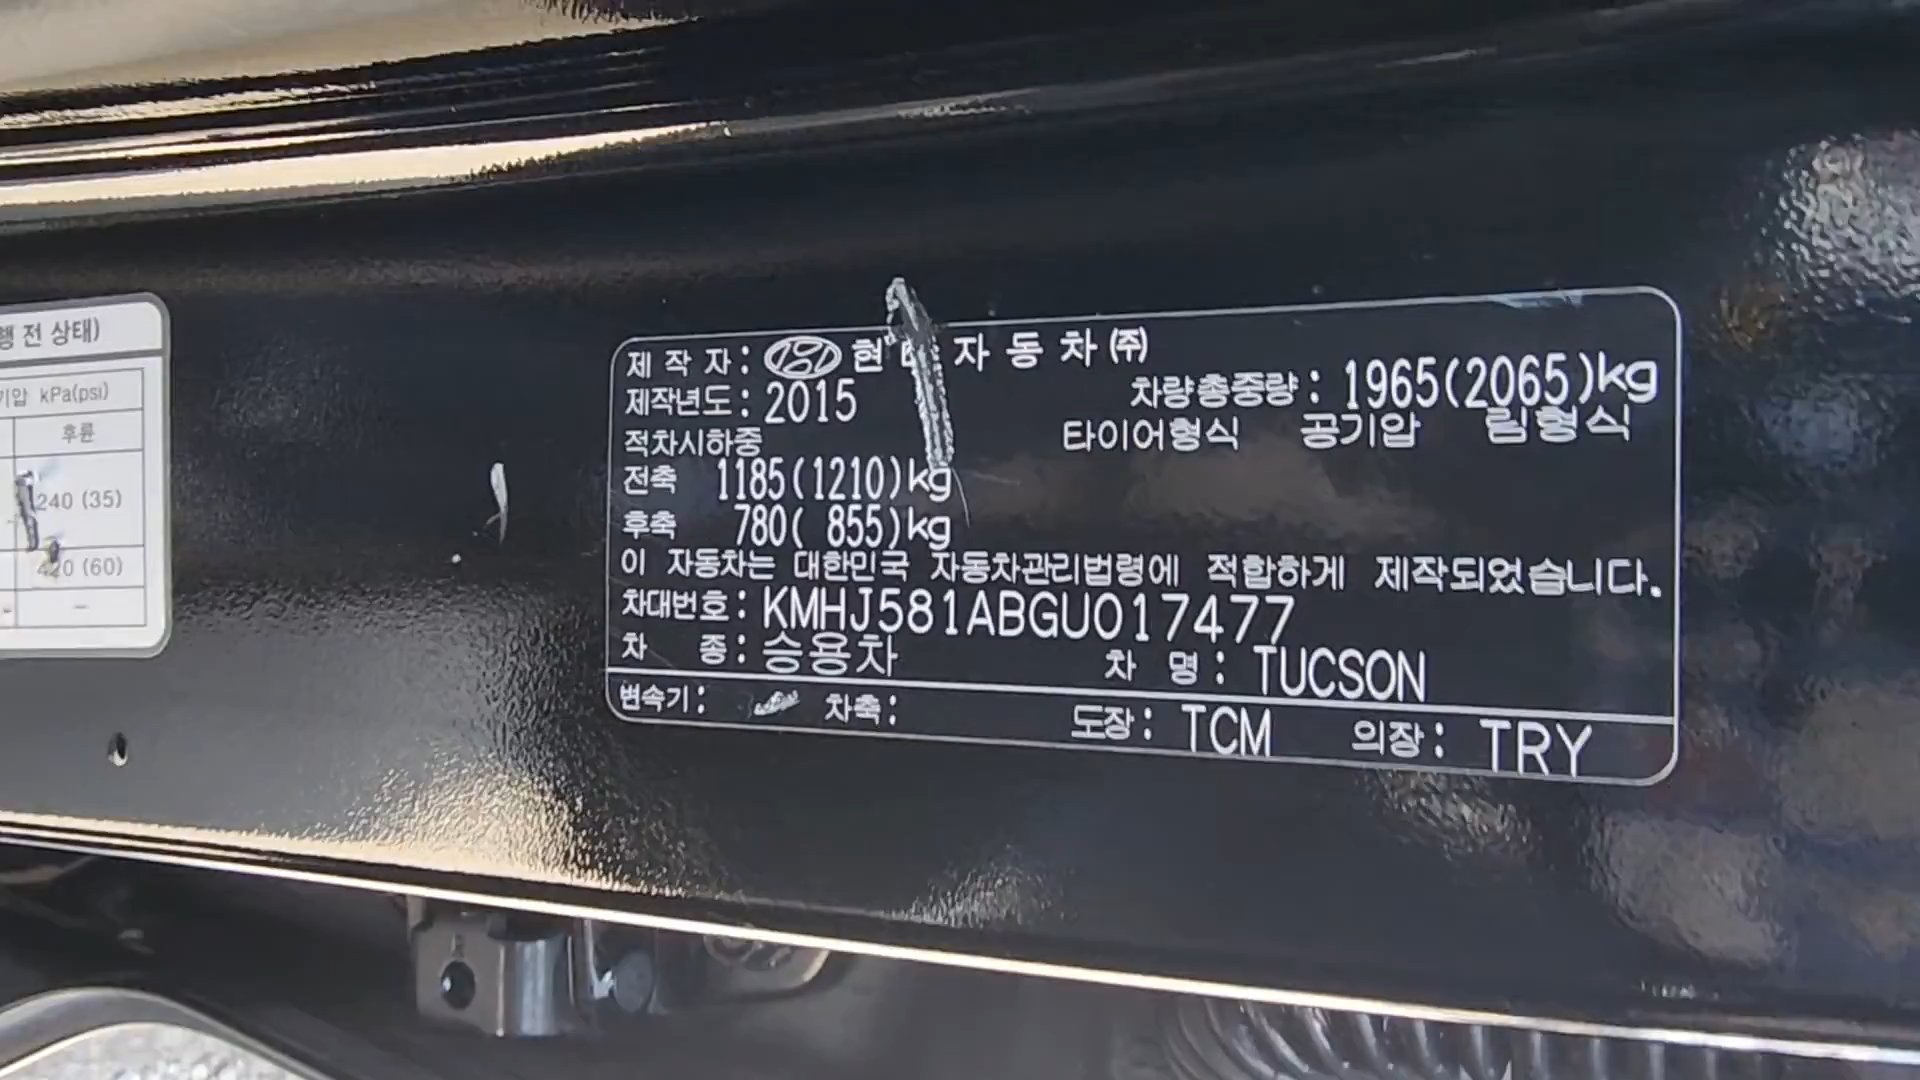 행 전 상태)
기압 kPa(psi)
후륜
240 (35)
420 (60)
–
제 작 자 : 현 자 동 차 ㈜
제작년도 : 2015 차량총중량 : 1965(2065)kg
적차시하중 타이어형식 공기압 림형식
전축 1185(1210)kg
후축 780( 855)kg
이 자동차는 대한민국 자동차관리법령에 적합하게 제작되었습니다.
차대번호 : KMHJ581ABGU017477
차 종 : 승용차 차 명 : TUCSON
변속기 : 차축 : 도장 : TCM 의장 : TRY